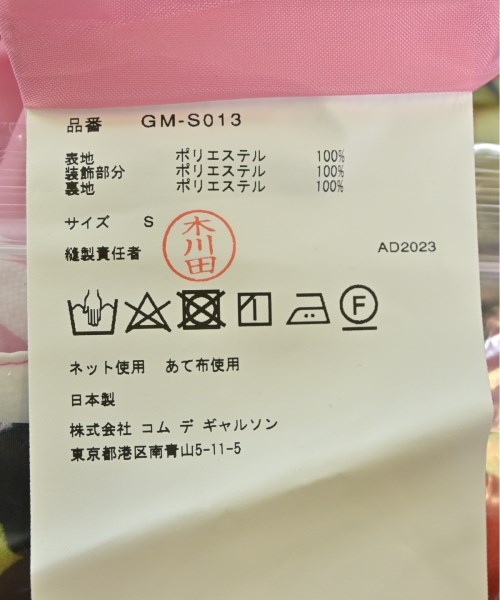 品番 GM-S013
表地 ポリエステル 100%
装飾部分 ポリエステル 100%
裏地 ポリエステル 100%
サイズ S
縫製責任者 木川田 AD2023
F
ネット使用 あて布使用
日本製
株式会社 コム デ ギャルソン
東京都港区南青山5-11-5